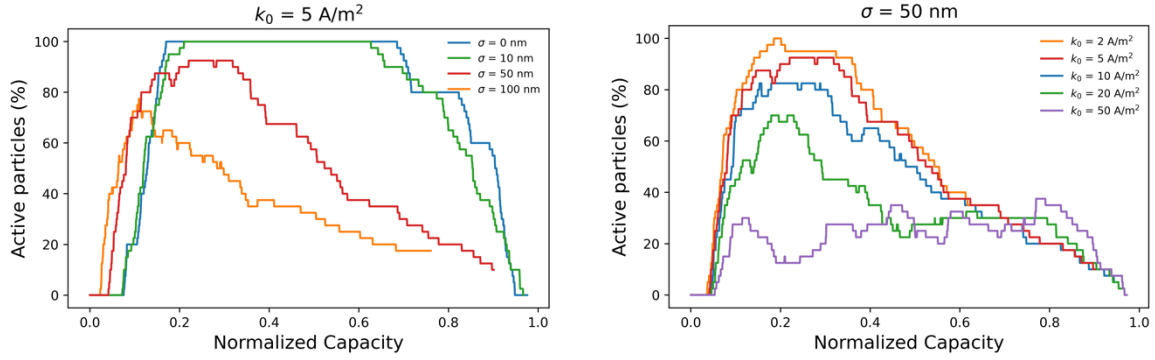 k₀ = 5 A/m²
Active particles (%)
100
80
60
40
20
0
σ = 0 nm
σ = 10 nm
σ = 50 nm
σ = 100 nm
0.0 0.2 0.4 0.6 0.8 1.0
Normalized Capacity
σ = 50 nm
Active particles (%)
100
80
60
40
20
0
k₀ = 2 A/m²
k₀ = 5 A/m²
k₀ = 10 A/m²
k₀ = 20 A/m²
k₀ = 50 A/m²
0.0 0.2 0.4 0.6 0.8 1.0
Normalized Capacity